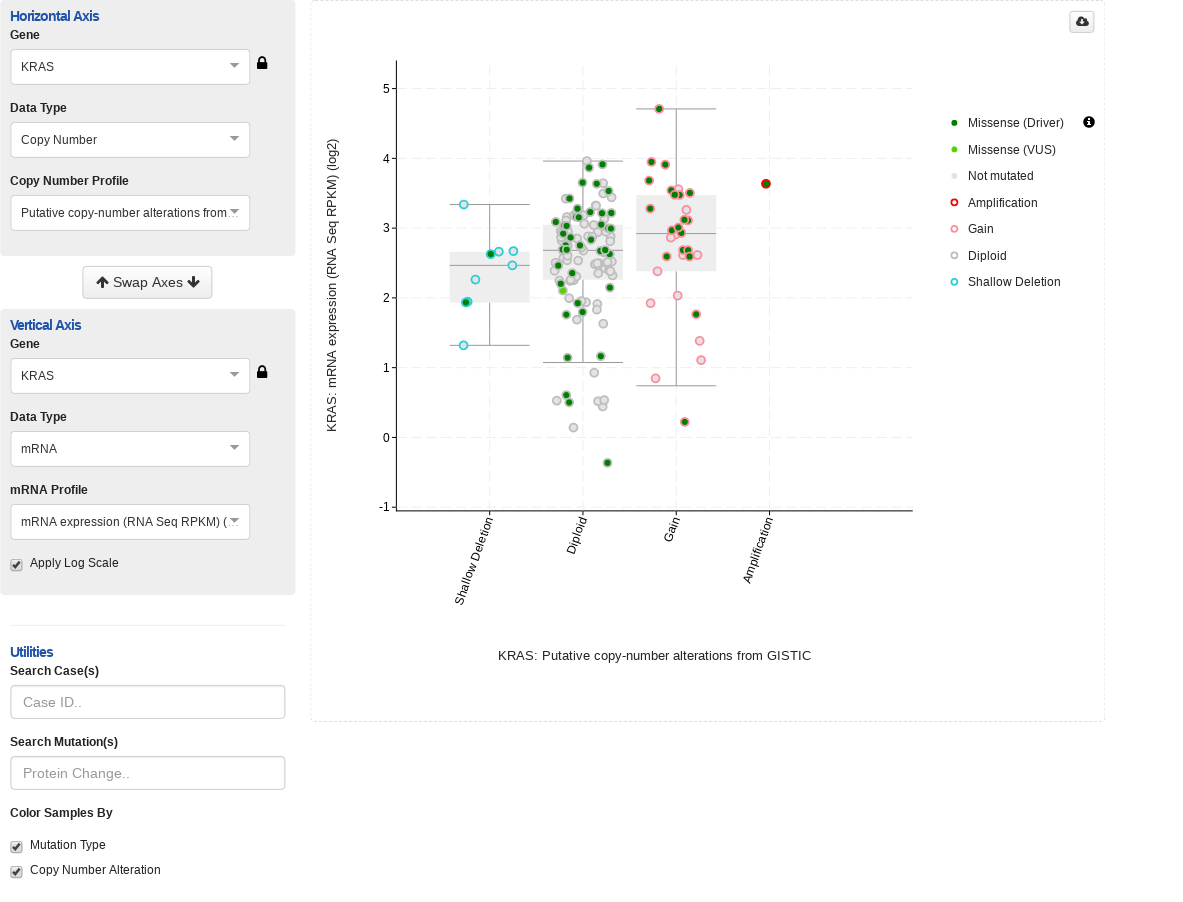 Horizontal Axis
Gene
KRAS
Data Type
Copy Number
Copy Number Profile
Putative copy-number alterations from…
Swap Axes
Vertical Axis
Gene
KRAS
Data Type
mRNA
mRNA Profile
mRNA expression (RNA Seq RPKM) (…
Apply Log Scale
Utilities
Search Case(s)
Case ID..
Search Mutation(s)
Protein Change..
Color Samples By
Mutation Type
Copy Number Alteration
KRAS: mRNA expression (RNA Seq RPKM) (log2)
5
4
3
2
1
0
-1
Shallow Deletion
Diploid
Gain
Amplification
KRAS: Putative copy-number alterations from GISTIC
Missense (Driver)
Missense (VUS)
Not mutated
Amplification
Gain
Diploid
Shallow Deletion